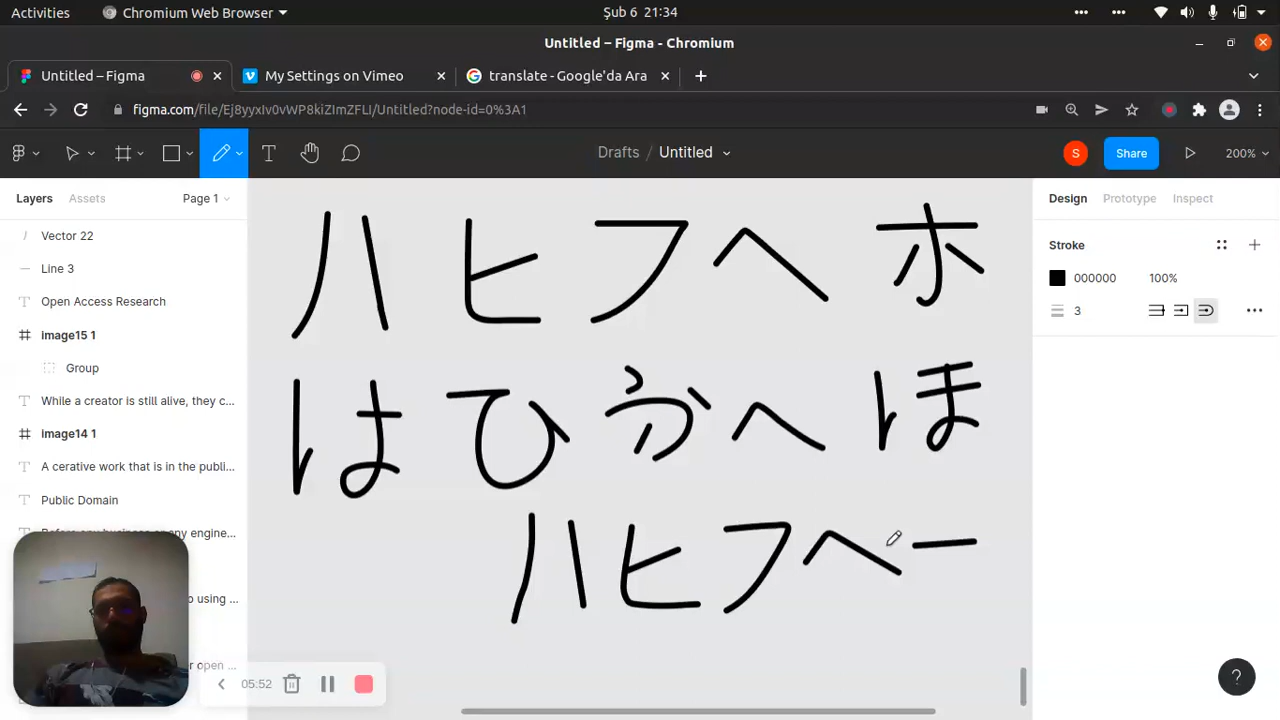 Activities Chromium Web Browser Şub 6 21:34
Untitled – Figma - Chromium
Untitled – Figma My Settings on Vimeo translate - Google'da Ara
figma.com/file/Ej8yyxIv0vWP8kiZImZFLI/Untitled?node-id=0%3A1
Drafts / Untitled S Share 200%
Layers Assets Page 1
Vector 22
Line 3
Open Access Research
image15 1
Group
While a creator is still alive, they c...
image14 1
A cerative work that is in the publi...
Public Domain
using ...
r open ...
ハ ヒ フ ヘ ホ
は ひ ふ へ ほ
ハ ヒ フ ヘ 一
05:52
Design Prototype Inspect
Stroke
000000 100%
3
?